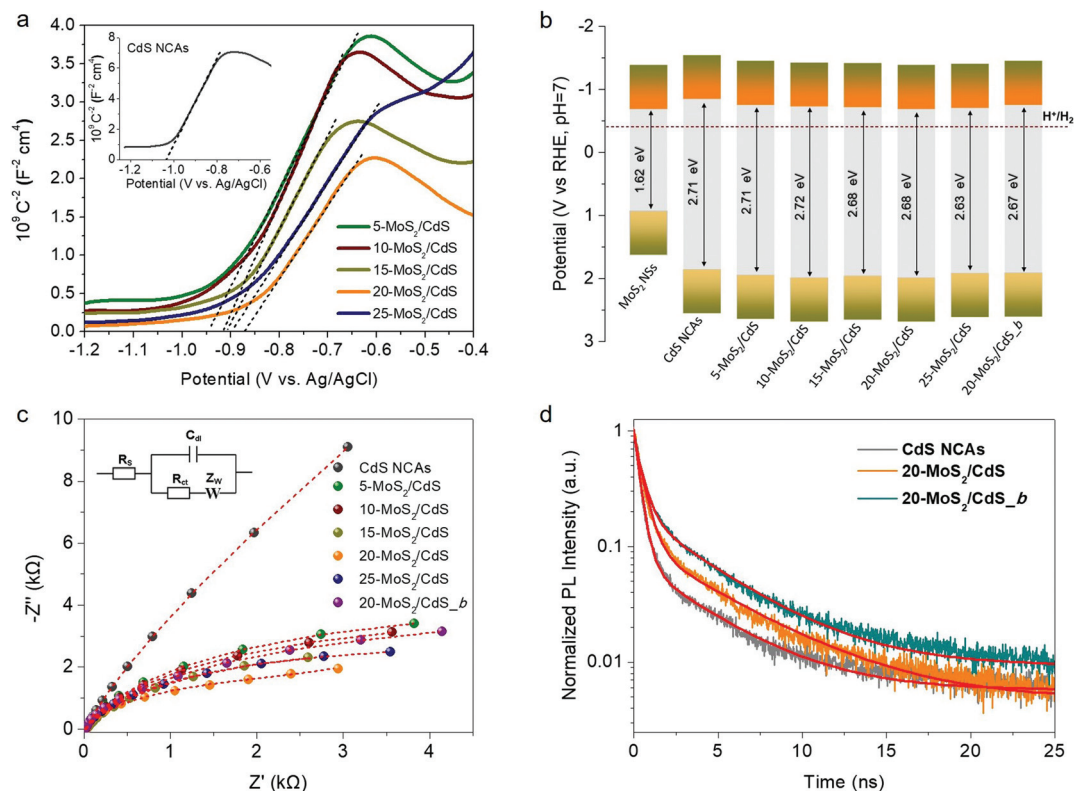 a
4.0
3.5
3.0
2.5
2.0
1.5
1.0
0.5
0.0
10⁹ C⁻² (F⁻² cm⁴)
-1.2 -1.1 -1.0 -0.9 -0.8 -0.7 -0.6 -0.5 -0.4
Potential (V vs. Ag/AgCl)
CdS NCAs
8
6
4
2
0
10⁹ C⁻² (F⁻² cm⁴)
-1.2 -1.0 -0.8 -0.6
Potential (V vs. Ag/AgCl)
5-MoS₂/CdS
10-MoS₂/CdS
15-MoS₂/CdS
20-MoS₂/CdS
25-MoS₂/CdS
b
-2
-1
0
1
2
3
Potential (V vs RHE, pH=7)
H⁺/H₂
1.62 eV
2.71 eV
2.71 eV
2.72 eV
2.68 eV
2.68 eV
2.63 eV
2.67 eV
MoS₂ NSs
CdS NCAs
5-MoS₂/CdS
10-MoS₂/CdS
15-MoS₂/CdS
20-MoS₂/CdS
25-MoS₂/CdS
20-MoS₂/CdS_b
c
10
8
6
4
2
0
-Z'' (kΩ)
0 1 2 3 4
Z' (kΩ)
Rs
Cdl
Rct
Zw
W
CdS NCAs
5-MoS₂/CdS
10-MoS₂/CdS
15-MoS₂/CdS
20-MoS₂/CdS
25-MoS₂/CdS
20-MoS₂/CdS_b
d
1
0.1
0.01
Normalized PL Intensity (a.u.)
0 5 10 15 20 25
Time (ns)
CdS NCAs
20-MoS₂/CdS
20-MoS₂/CdS_b